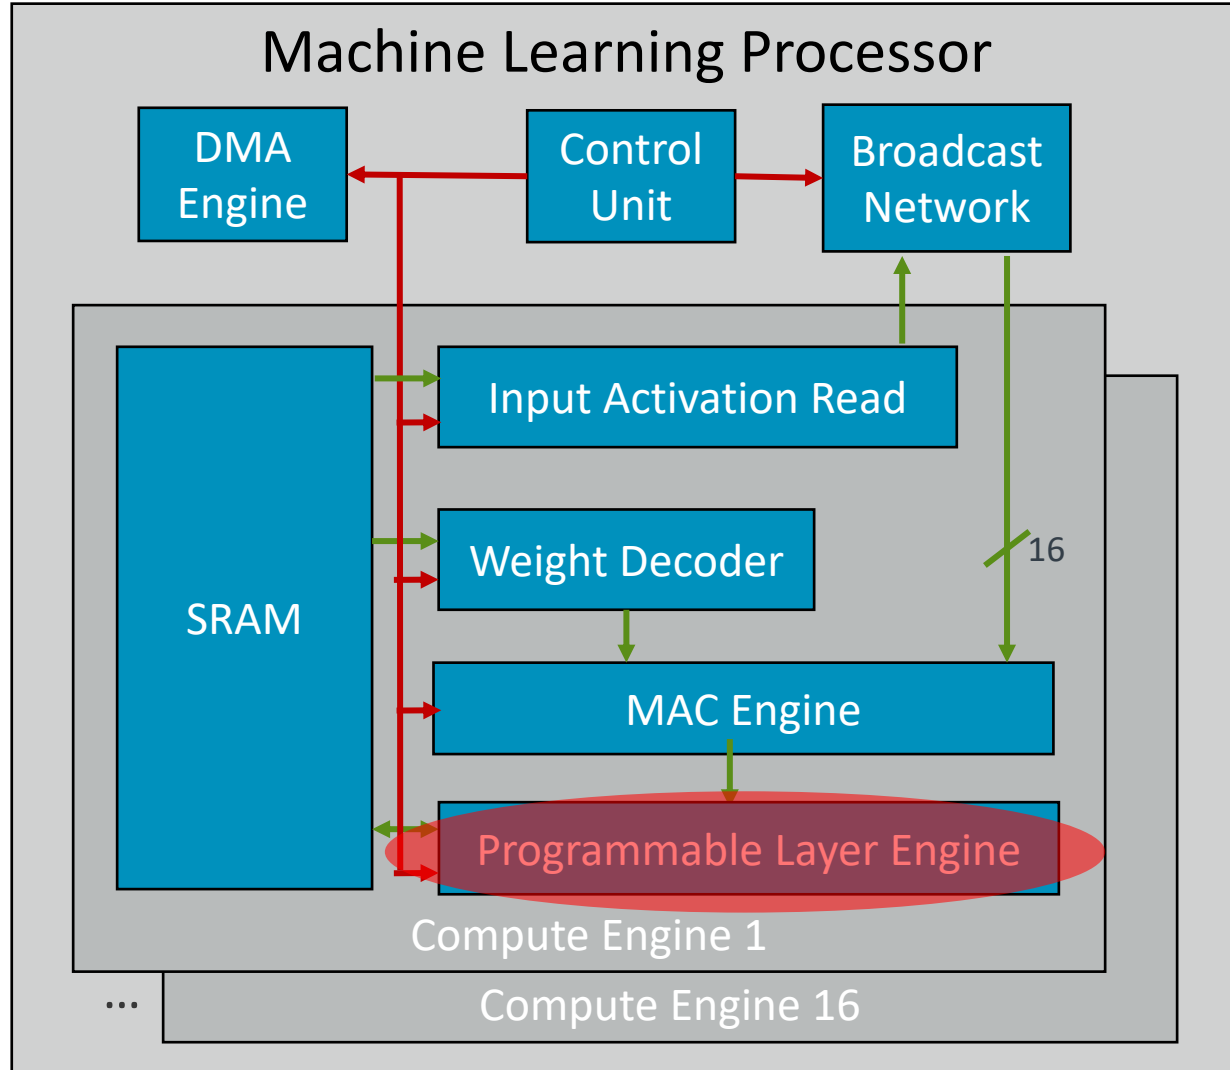 Machine Learning Processor
DMA
Engine
Control
Unit
Broadcast
Network
Input Activation Read
16
Weight Decoder
SRAM
MAC Engine
Programmable Layer Engine
Compute Engine 1
...
Compute Engine 16